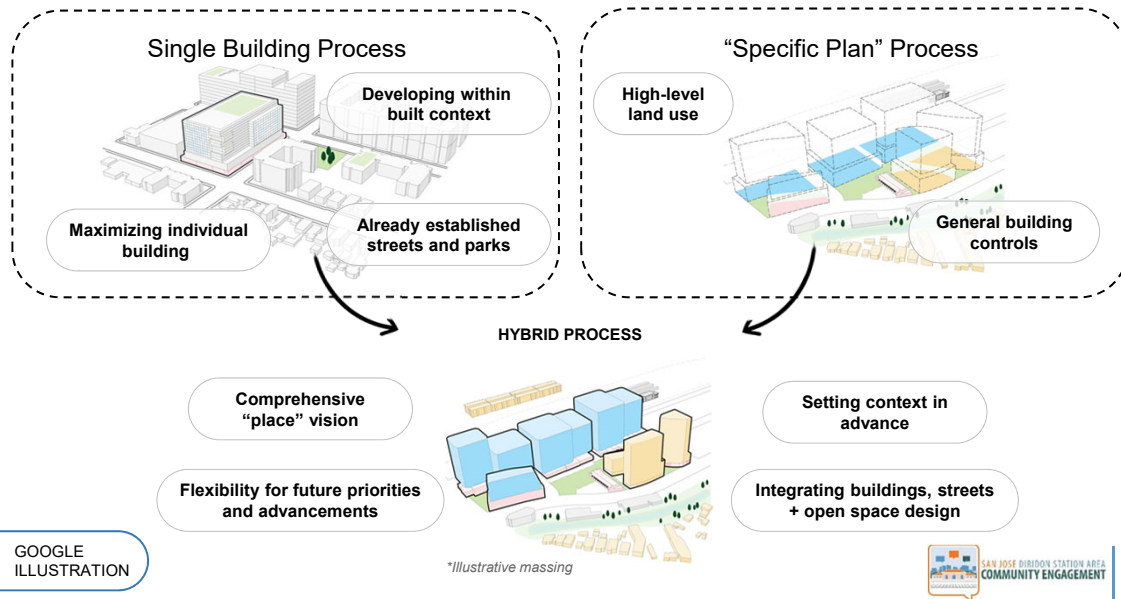 Single Building Process
Developing within
built context
Maximizing individual
building
Already established
streets and parks
“Specific Plan” Process
High-level
land use
General building
controls
HYBRID PROCESS
Comprehensive
“place” vision
Setting context in
advance
Flexibility for future priorities
and advancements
Integrating buildings, streets
+ open space design
GOOGLE
ILLUSTRATION
*Illustrative massing
SAN JOSE DIRIDON STATION AREA
COMMUNITY ENGAGEMENT